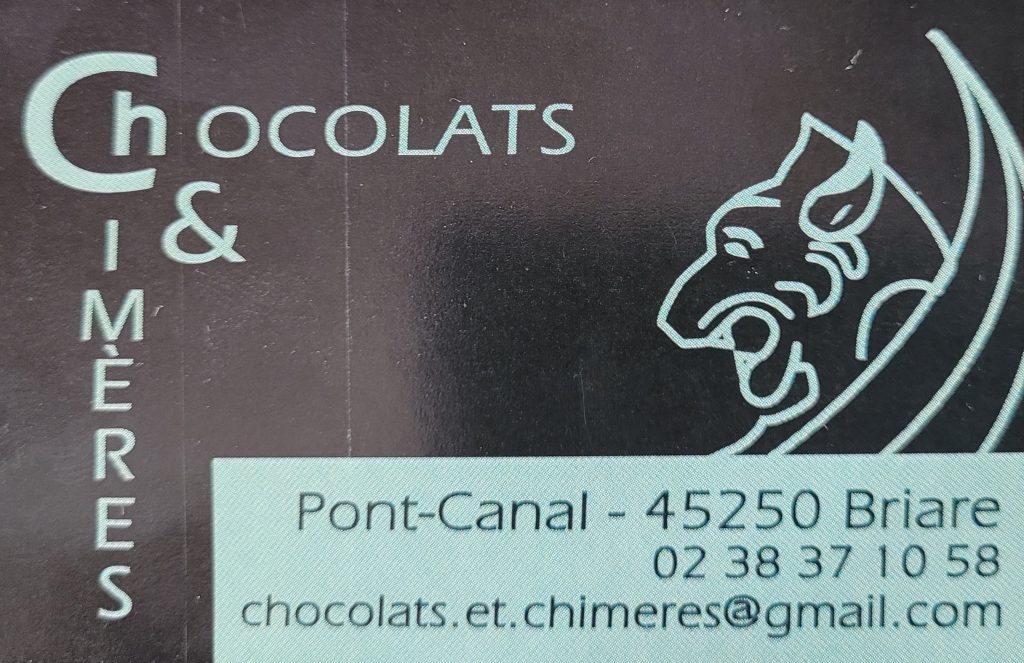 Chocolats
&
Chimères
Pont-Canal - 45250 Briare
02 38 37 10 58
chocolats.et.chimeres@gmail.com